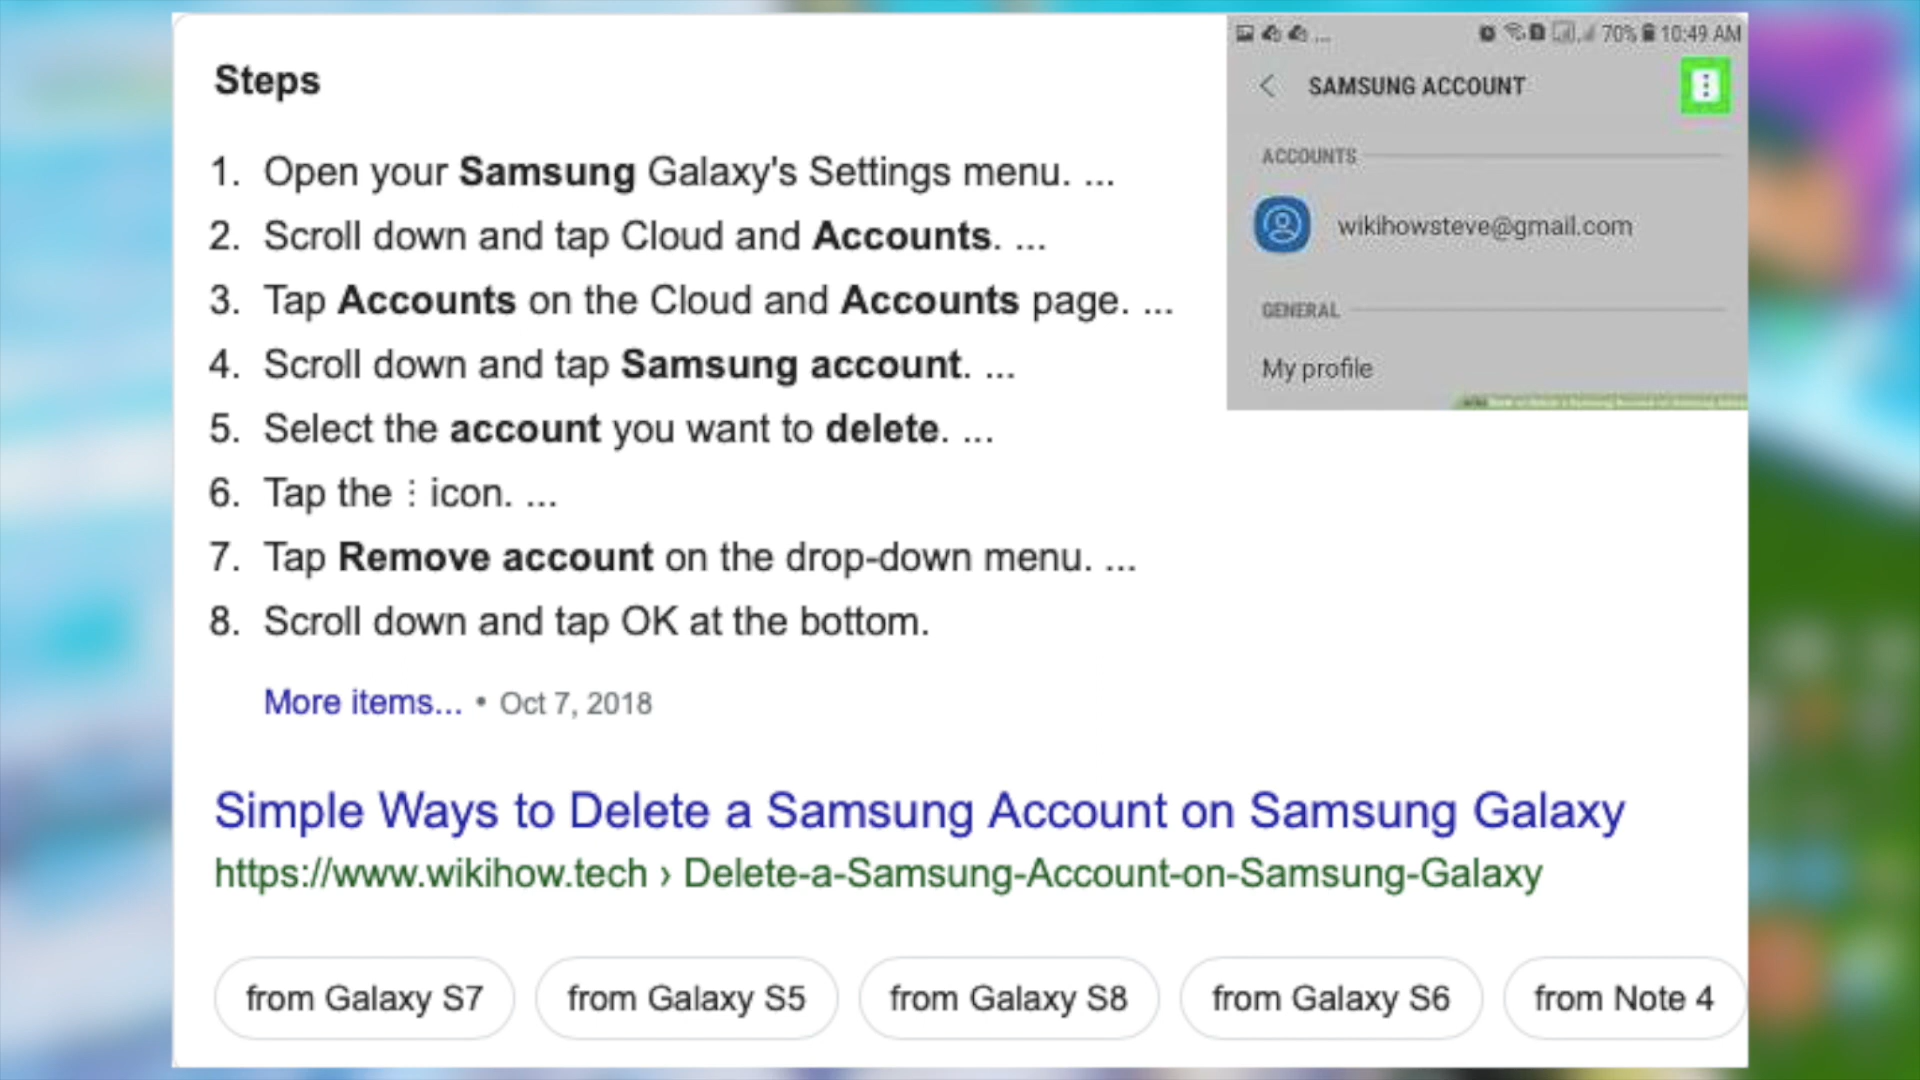 Steps
1. Open your Samsung Galaxy's Settings menu. ...
2. Scroll down and tap Cloud and Accounts. ...
3. Tap Accounts on the Cloud and Accounts page. ...
4. Scroll down and tap Samsung account. ...
5. Select the account you want to delete. ...
6. Tap the ⋮ icon. ...
7. Tap Remove account on the drop-down menu. ...
8. Scroll down and tap OK at the bottom.
More items... • Oct 7, 2018
70% 10:49 AM
SAMSUNG ACCOUNT
ACCOUNTS
wikihowsteve@gmail.com
GENERAL
My profile
Simple Ways to Delete a Samsung Account on Samsung Galaxy
https://www.wikihow.tech › Delete-a-Samsung-Account-on-Samsung-Galaxy
from Galaxy S7 from Galaxy S5 from Galaxy S8 from Galaxy S6 from Note 4